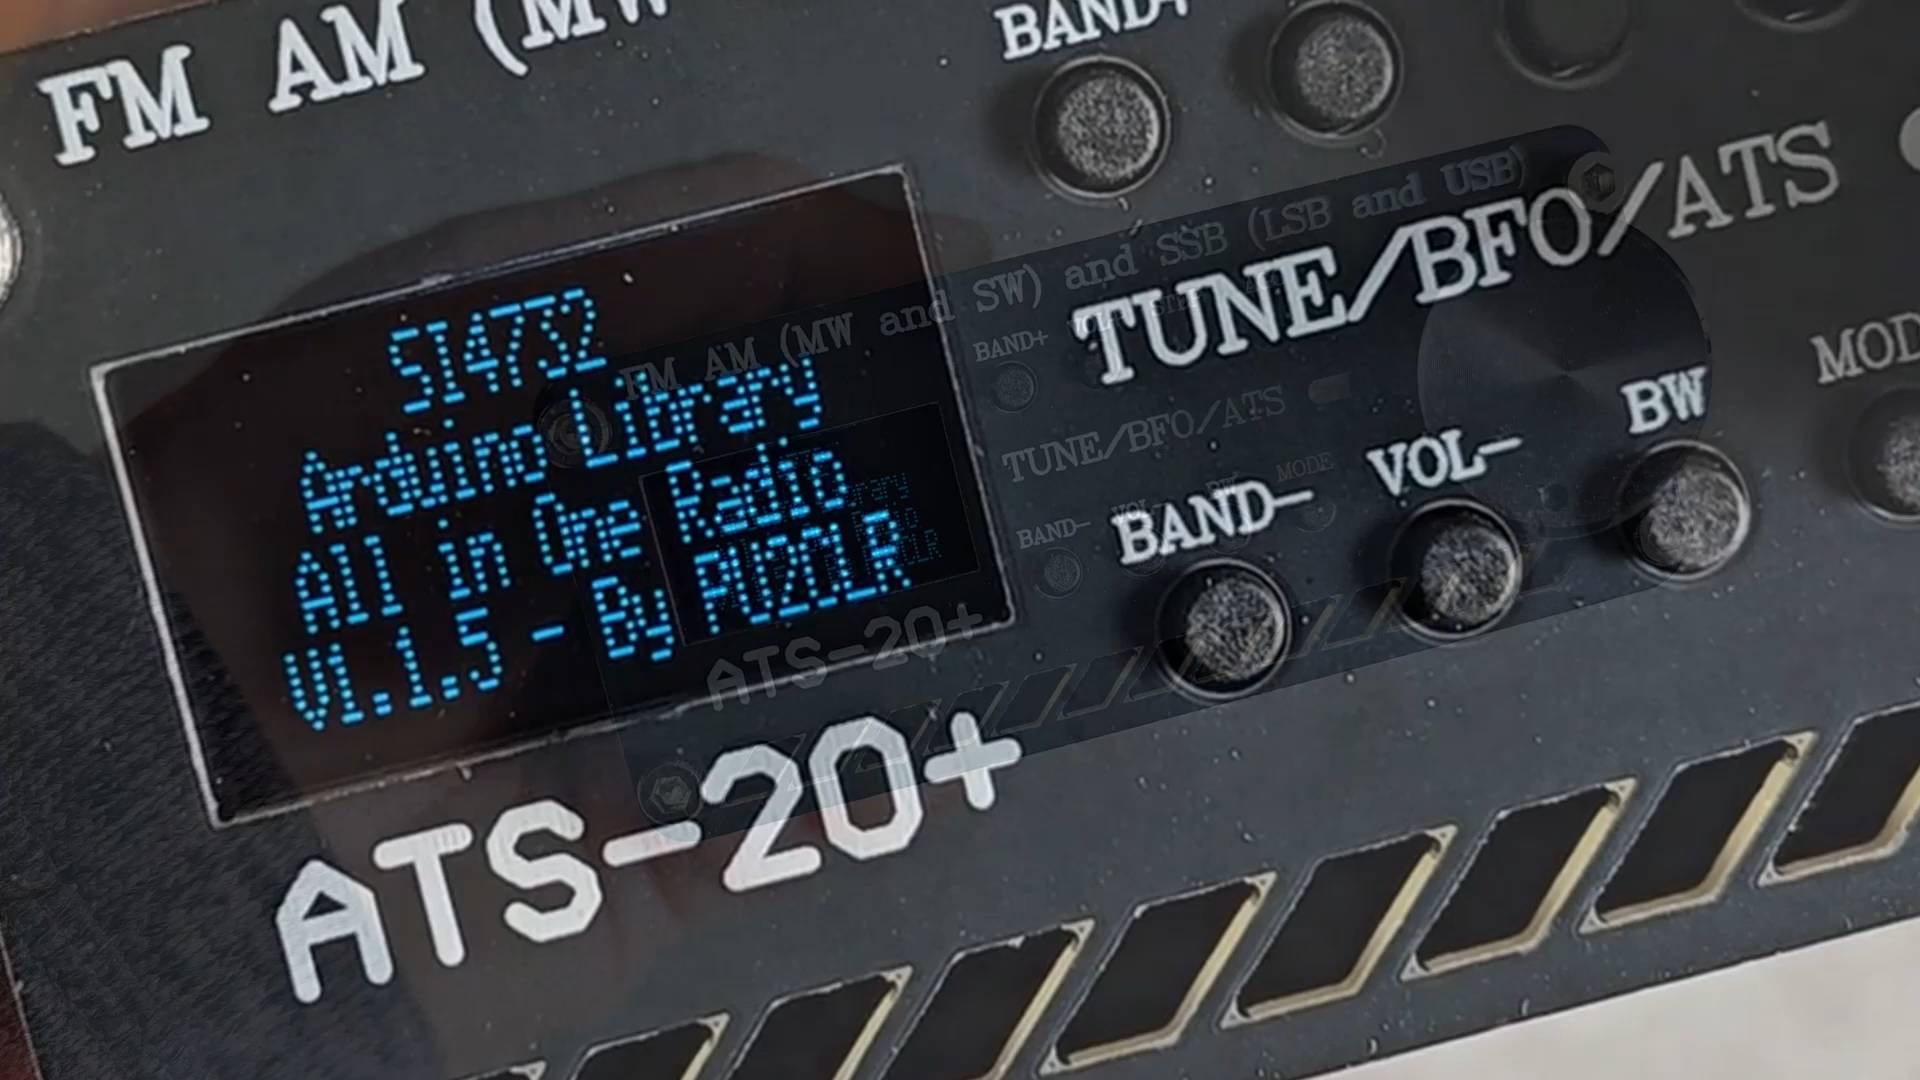 FM AM (MW
BAND+
TUNE/BFO/ATS
SI4732
Arduino Library
All in One Radio
V1.1.5 - By PU2CLR
BAND-
VOL-
BW
MOD
ATS-20+
FM AM (MW and SW) and SSB (LSB and USB)
BAND+
TUNE/BFO/ATS
MODE
BAND-
VOL-
ATS-20+